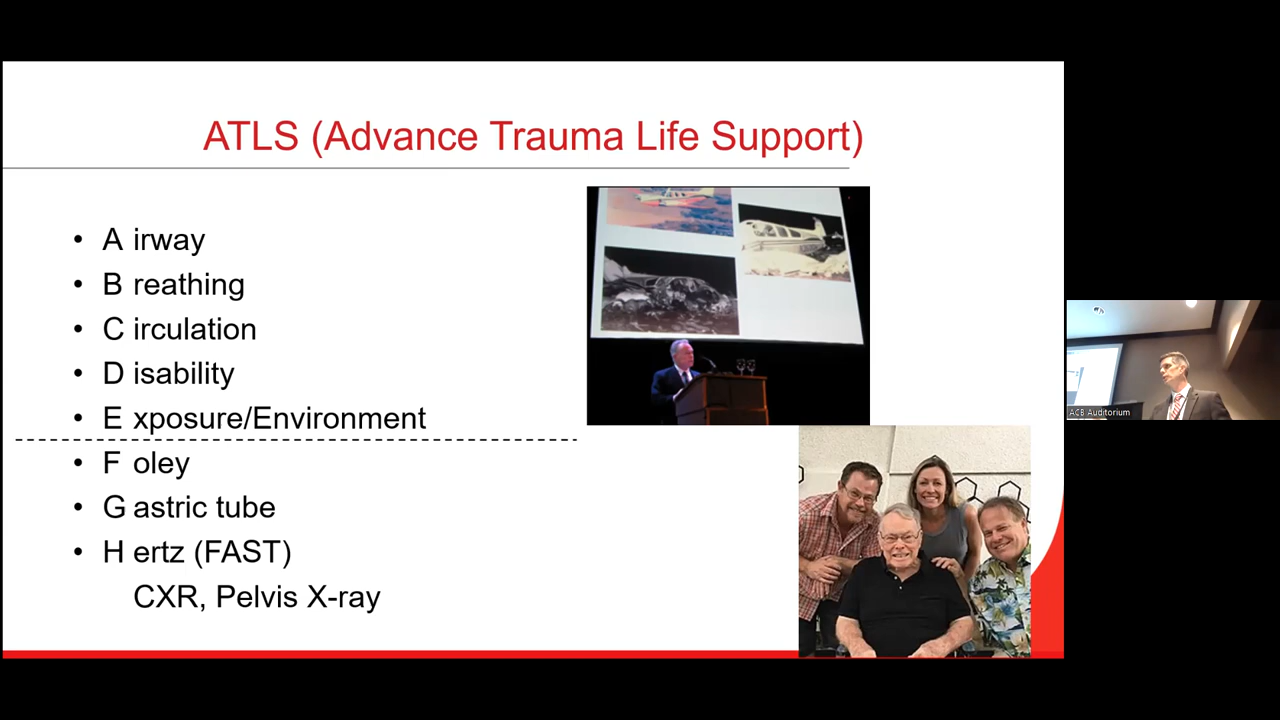 ATLS (Advance Trauma Life Support)
• A irway
• B reathing
• C irculation
• D isability
• E xposure/Environment
• F oley
• G astric tube
• H ertz (FAST)
CXR, Pelvis X-ray
ACB Auditorium